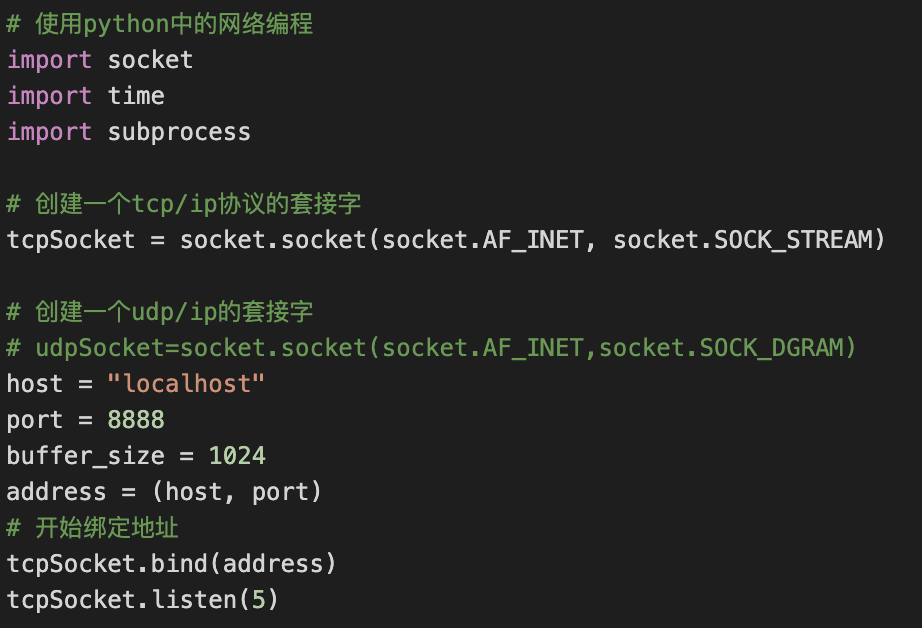 # 使用python中的网络编程
import socket
import time
import subprocess
# 创建一个tcp/ip协议的套接字
tcpSocket = socket.socket(socket.AF_INET, socket.SOCK_STREAM)
# 创建一个udp/ip的套接字
# udpSocket=socket.socket(socket.AF_INET,socket.SOCK_DGRAM)
host = "localhost"
port = 8888
buffer_size = 1024
address = (host, port)
# 开始绑定地址
tcpSocket.bind(address)
tcpSocket.listen(5)